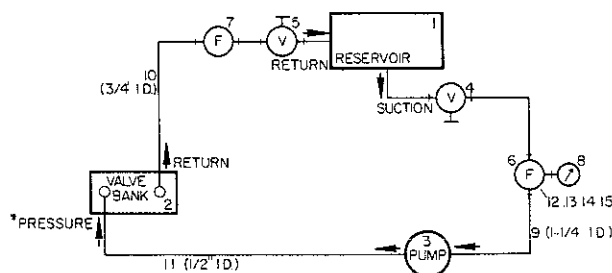 7
5
1
F
V
RETURN
RESERVOIR
10
(3/4" I.D.)
SUCTION
V
4
6
8
F
12.13.14.15
RETURN
VALVE
BANK
2
*PRESSURE
3
PUMP
9 (1-1/4" I.D.)
11 (1/2" I.D.)